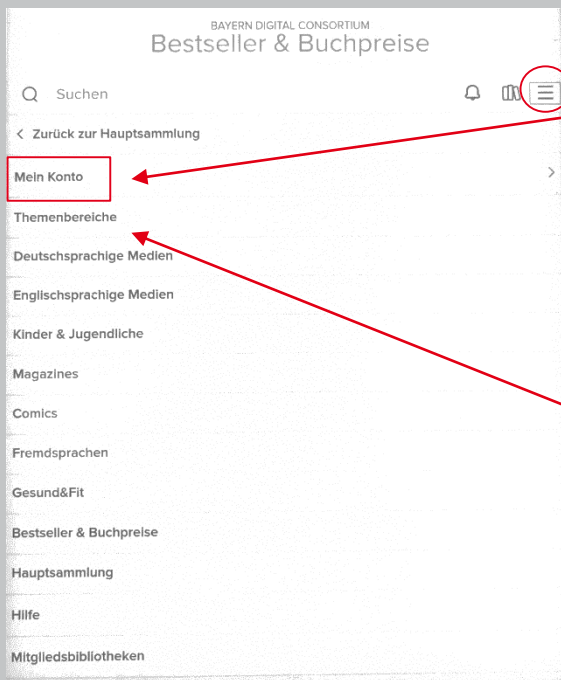 BAYERN DIGITAL CONSORTIUM
Bestseller & Buchpreise
Suchen
Zurück zur Hauptsammlung
Mein Konto
Themenbereiche
Deutschsprachige Medien
Englischsprachige Medien
Kinder & Jugendliche
Magazines
Comics
Fremdsprachen
Gesund&Fit
Bestseller & Buchpreise
Hauptsammlung
Hilfe
Mitgliedsbibliotheken